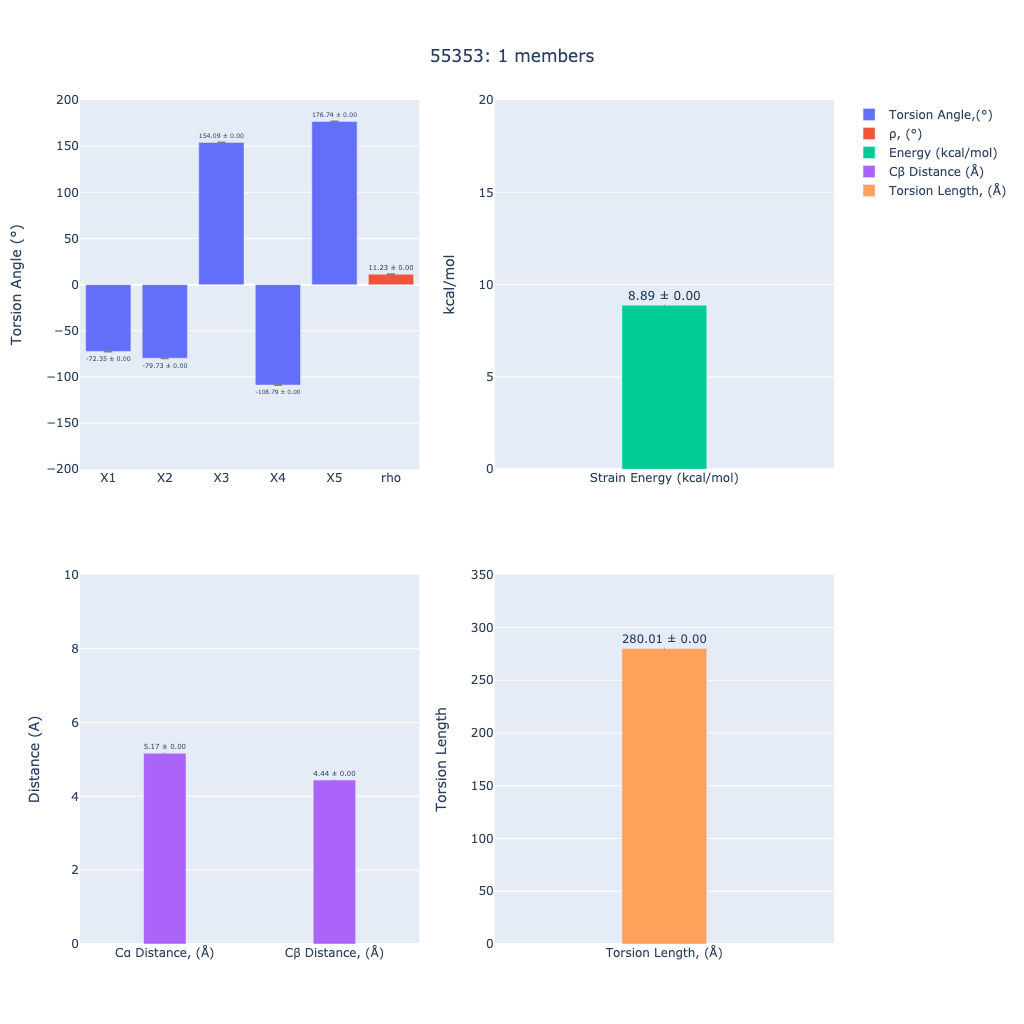 55353: 1 members
Torsion Angle (°)
200
150
100
50
0
−50
−100
−150
−200
-72.35 ± 0.00
-79.73 ± 0.00
154.09 ± 0.00
-108.79 ± 0.00
176.74 ± 0.00
11.23 ± 0.00
X1 X2 X3 X4 X5 rho
kcal/mol
20
15
10
5
0
8.89 ± 0.00
Strain Energy (kcal/mol)
Torsion Angle,(°)
ρ, (°)
Energy (kcal/mol)
Cβ Distance (Å)
Torsion Length, (Å)
Distance (A)
10
8
6
4
2
0
5.17 ± 0.00
4.44 ± 0.00
Cα Distance, (Å) Cβ Distance, (Å)
Torsion Length
350
300
250
200
150
100
50
0
280.01 ± 0.00
Torsion Length, (Å)